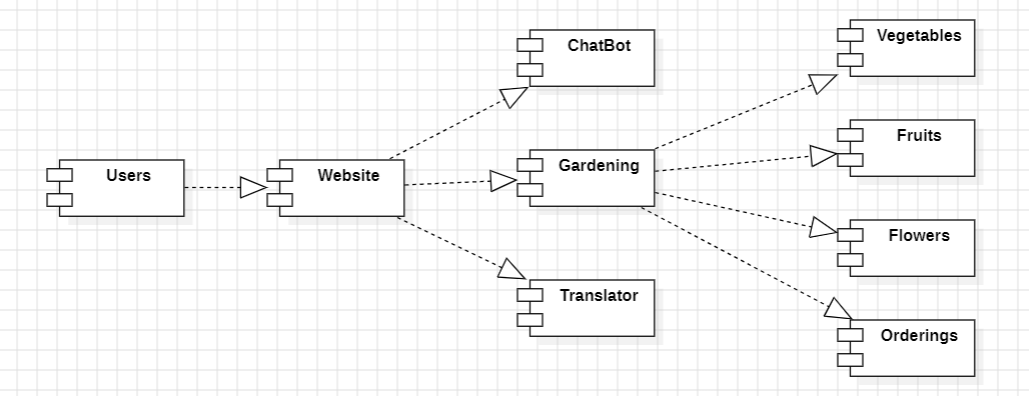 Users
Website
ChatBot
Gardening
Translator
Vegetables
Fruits
Flowers
Orderings